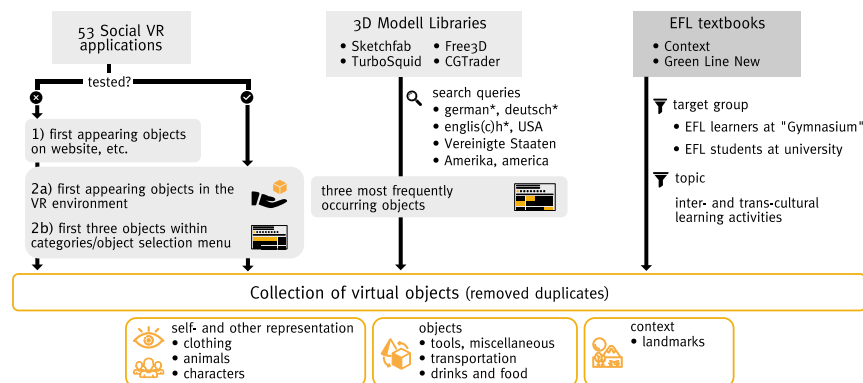 53 Social VR
applications
tested?
1) first appearing objects
on website, etc.
2a) first appearing objects in the
VR environment
2b) first three objects within
categories/object selection menu
3D Modell Libraries
• Sketchfab • Free3D
• TurboSquid • CGTrader
search queries
• german*, deutsch*
• englis(c)h*, USA
• Vereinigte Staaten
• Amerika, america
three most frequently
occurring objects
EFL textbooks
• Context
• Green Line New
target group
• EFL learners at "Gymnasium"
• EFL students at university
topic
inter- and trans-cultural
learning activities
Collection of virtual objects (removed duplicates)
self- and other representation
• clothing
• animals
• characters
objects
• tools, miscellaneous
• transportation
• drinks and food
context
• landmarks